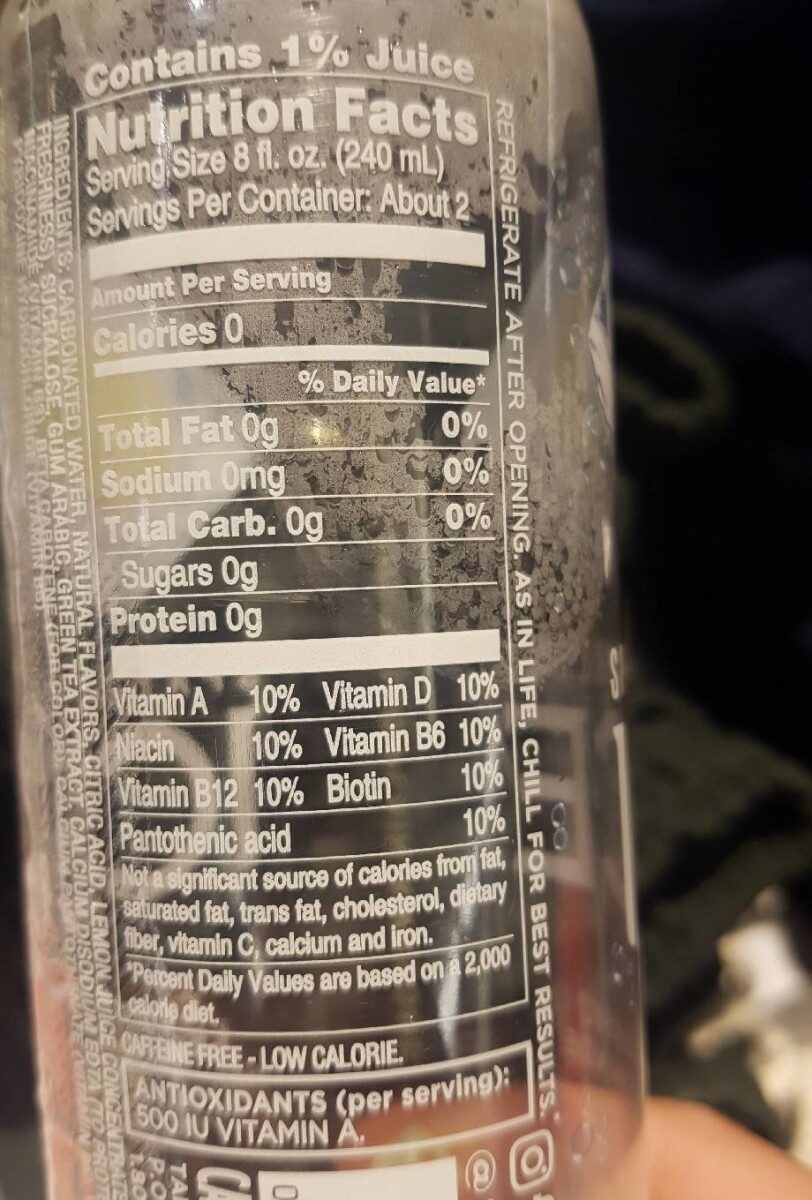 Contains 1% Juice
Nutrition Facts
Serving Size 8 fl. oz. (240 mL)
Servings Per Container: About 2
Amount Per Serving
Calories 0
% Daily Value*
Total Fat 0g 0%
Sodium 0mg 0%
Total Carb. 0g 0%
Sugars 0g
Protein 0g
Vitamin A 10% Vitamin D 10%
Niacin 10% Vitamin B6 10%
Vitamin B12 10% Biotin 10%
Pantothenic acid 10%
Not a significant source of calories from fat,
saturated fat, trans fat, cholesterol, dietary
fiber, vitamin C, calcium and iron.
*Percent Daily Values are based on a 2,000
calorie diet.
CAFFEINE FREE - LOW CALORIE.
ANTIOXIDANTS (per serving):
500 IU VITAMIN A.
REFRIGERATE AFTER OPENING. AS IN LIFE, CHILL FOR BEST RESULTS.
INGREDIENTS: CARBONATED WATER, NATURAL FLAVORS, CITRIC ACID, LEMON JUICE CONCENTRATE
FRESHNESS), SUCRALOSE, GUM ARABIC, GREEN TEA EXTRACT, CALCIUM DISODIUM EDTA (TO PROTE